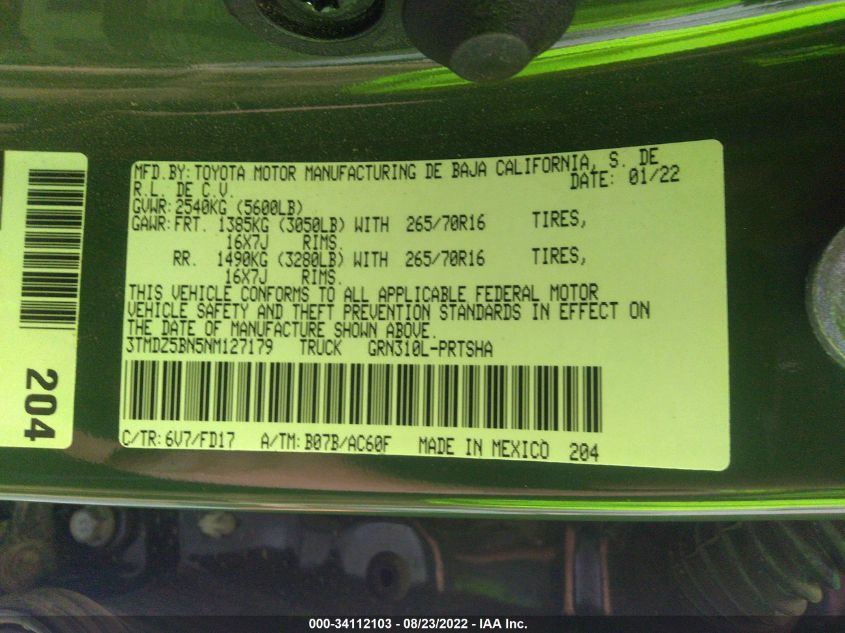 MFD.BY:TOYOTA MOTOR MANUFACTURING DE BAJA CALIFORNIA, S. DE
R.L. DE C.V. DATE: 01/22
GVWR:2540KG (5600LB)
GAWR:FRT. 1385KG (3050LB) WITH 265/70R16 TIRES,
16X7J RIMS.
RR. 1490KG (3280LB) WITH 265/70R16 TIRES,
16X7J RIMS.
THIS VEHICLE CONFORMS TO ALL APPLICABLE FEDERAL MOTOR
VEHICLE SAFETY AND THEFT PREVENTION STANDARDS IN EFFECT ON
THE DATE OF MANUFACTURE SHOWN ABOVE.
3TMDZ5BN5NM127179 TRUCK GRN310L-PRTSHA
C/TR:6V7/FD17 A/TM:B07B/AC60F MADE IN MEXICO 204
204
000-34112103 - 08/23/2022 - IAA Inc.